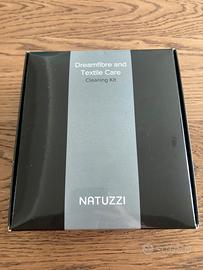 Dreamfibre and
Textile Care
Cleaning Kit
NATUZZI